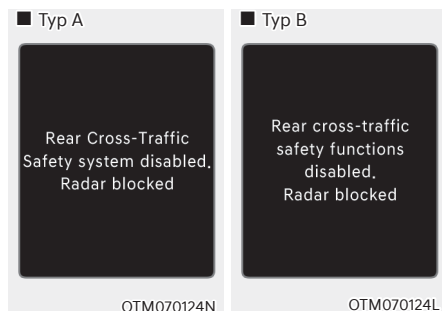 Typ A
Rear Cross-Traffic
Safety system disabled.
Radar blocked
OTM070124N
Typ B
Rear cross-traffic
safety functions
disabled.
Radar blocked
OTM070124L